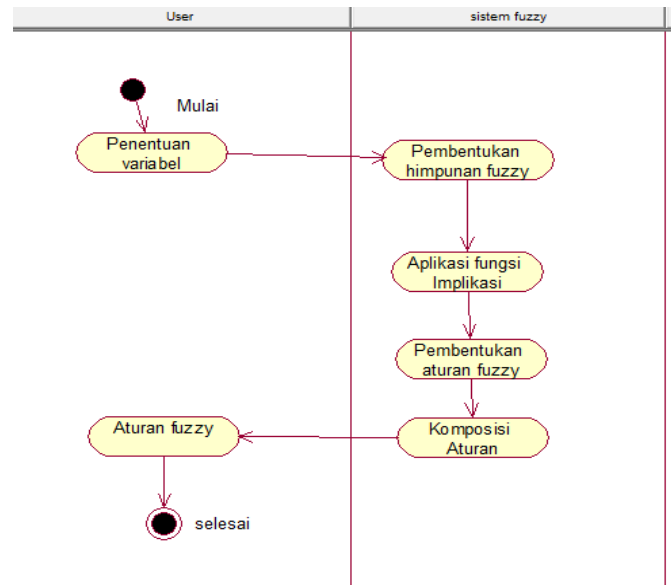 User
sistem fuzzy
Mulai
Penentuan
variabel
Pembentukan
himpunan fuzzy
Aplikasi fungsi
Implikasi
Pembentukan
aturan fuzzy
Komposisi
Aturan
Aturan fuzzy
selesai